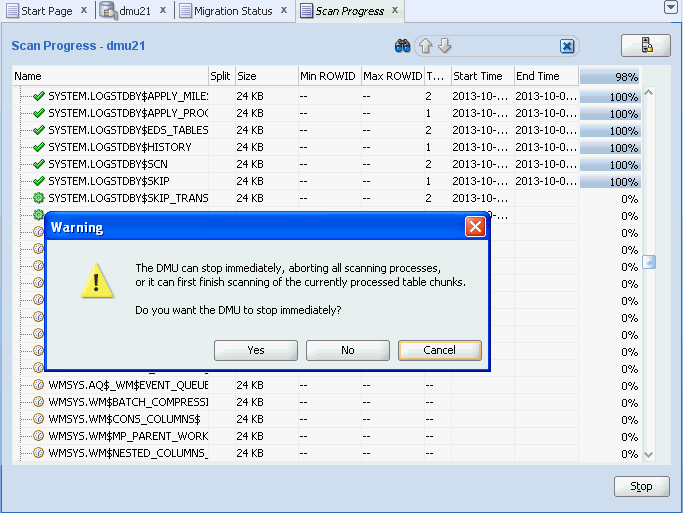 Start Page x dmu21 x Migration Status x Scan Progress x
Scan Progress - dmu21
Name Split Size Min ROWID Max ROWID T... Start Time End Time 98%
SYSTEM.LOGSTDBY$APPLY_MILES 24 KB -- -- 2 2013-10-... 2013-10-0... 100%
SYSTEM.LOGSTDBY$APPLY_PROG 24 KB -- -- 1 2013-10-... 2013-10-0... 100%
SYSTEM.LOGSTDBY$EDS_TABLES 24 KB -- -- 1 2013-10-... 2013-10-0... 100%
SYSTEM.LOGSTDBY$HISTORY 24 KB -- -- 1 2013-10-... 2013-10-0... 100%
SYSTEM.LOGSTDBY$SCN 24 KB -- -- 2 2013-10-... 2013-10-0... 100%
SYSTEM.LOGSTDBY$SKIP 24 KB -- -- 1 2013-10-... 2013-10-0... 100%
SYSTEM.LOGSTDBY$SKIP_TRANS 24 KB -- -- 2 2013-10-... 0%
2013-10-... 0%
0%
0%
0%
0%
0%
0%
0%
0%
0%
Warning
The DMU can stop immediately, aborting all scanning processes,
or it can first finish scanning of the currently processed table chunks.
Do you want the DMU to stop immediately?
Yes No Cancel
WMSYS.AQ$_WM$EVENT_QUEUE 24 KB -- -- -- 0%
WMSYS.WM$BATCH_COMPRESSI 24 KB -- -- -- 0%
WMSYS.WM$CONS_COLUMNS$ 24 KB -- -- -- 0%
WMSYS.WM$MP_PARENT_WORK 24 KB -- -- -- 0%
WMSYS.WM$NESTED_COLUMNS_ 24 KB -- -- -- 0%
Stop